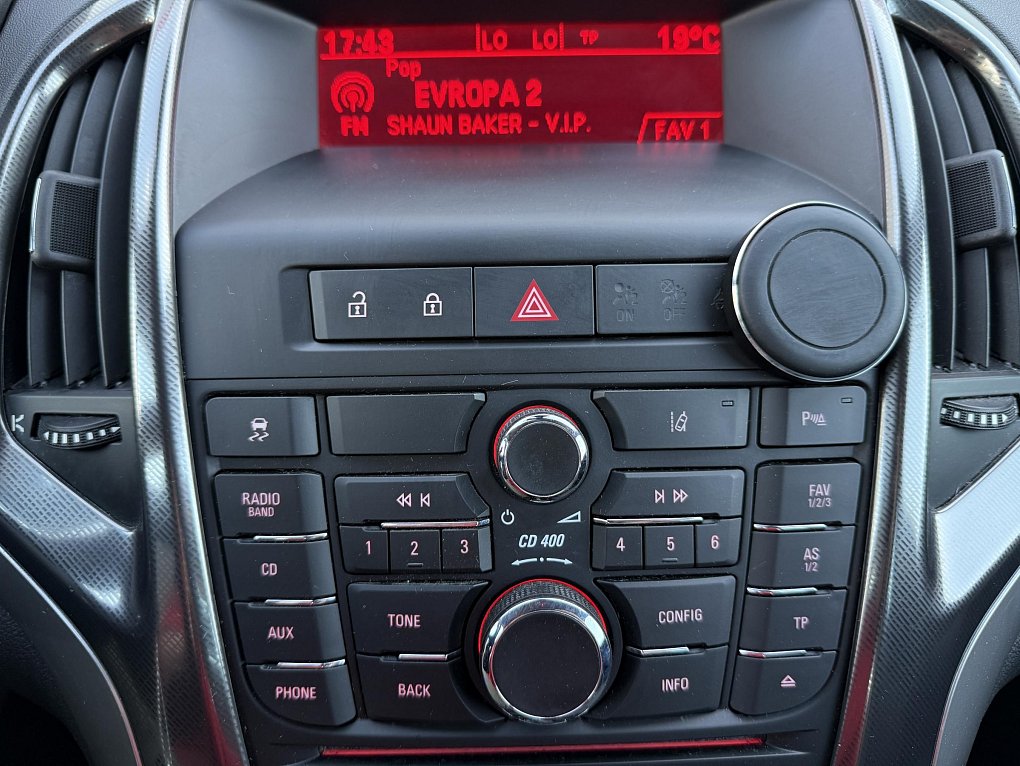 17:43 LO LO TP 19°C
Pop
EVROPA 2
FM SHAUN BAKER - V.I.P. FAV 1
2 ON 2 OFF
P
K
RADIO BAND
FAV 1/2/3
1 2 3
4 5 6
CD 400
CD
AS 1/2
AUX
TONE
CONFIG
TP
PHONE
BACK
INFO